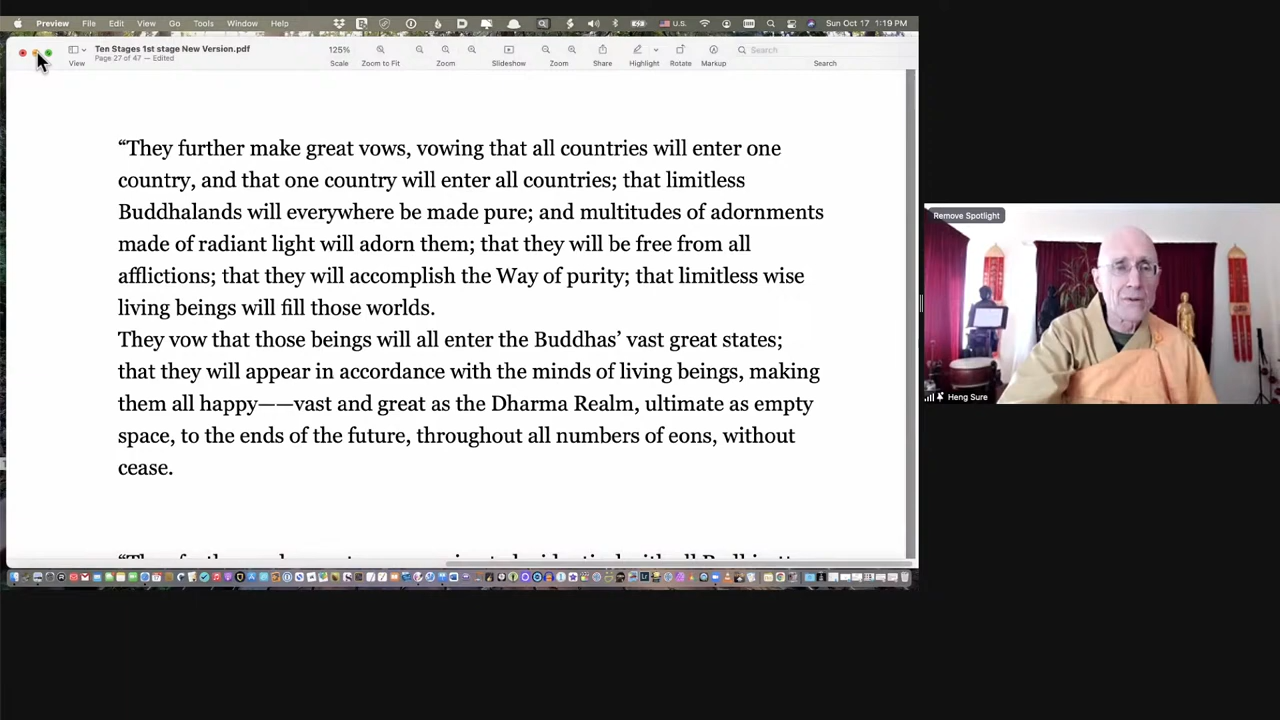 Preview File Edit View Go Tools Window Help U.S. Sun Oct 17 1:19 PM
Ten Stages 1st stage New Version.pdf
Page 27 of 47 — Edited
125%
Search
View Scale Zoom to Fit Zoom Slideshow Zoom Share Highlight Rotate Markup Search
“They further make great vows, vowing that all countries will enter one
country, and that one country will enter all countries; that limitless
Buddhalands will everywhere be made pure; and multitudes of adornments
made of radiant light will adorn them; that they will be free from all
afflictions; that they will accomplish the Way of purity; that limitless wise
living beings will fill those worlds.
They vow that those beings will all enter the Buddhas’ vast great states;
that they will appear in accordance with the minds of living beings, making
them all happy——vast and great as the Dharma Realm, ultimate as empty
space, to the ends of the future, throughout all numbers of eons, without
cease.
Remove Spotlight
Heng Sure